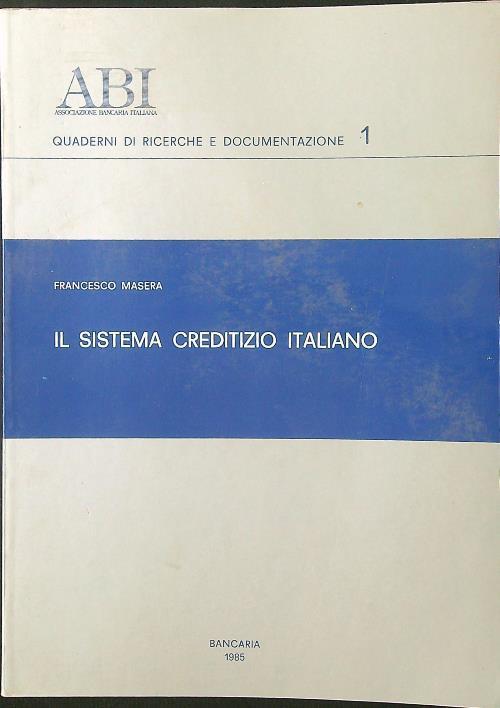 ABI
ASSOCIAZIONE BANCARIA ITALIANA
QUADERNI DI RICERCHE E DOCUMENTAZIONE 1
FRANCESCO MASERA
IL SISTEMA CREDITIZIO ITALIANO
BANCARIA
1985